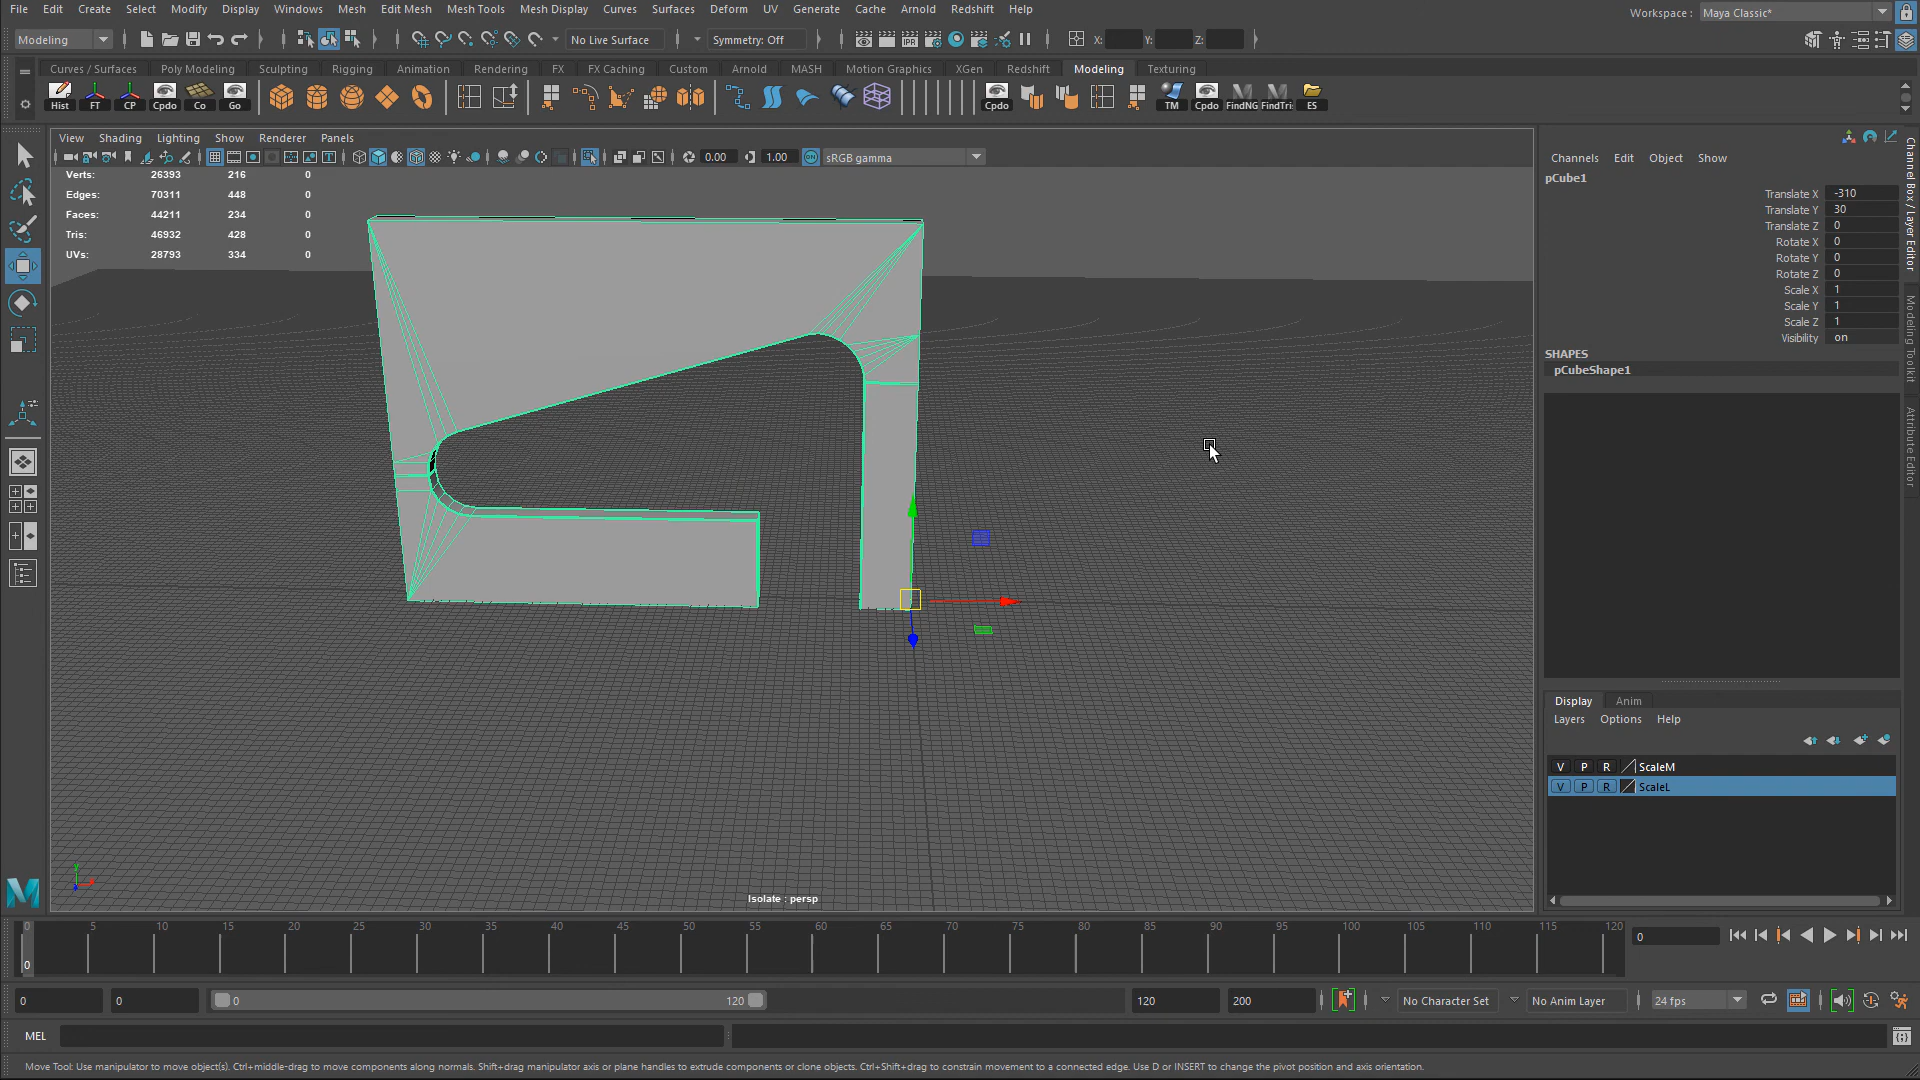 File Edit Create Select Modify Display Windows Mesh Edit Mesh Mesh Tools Mesh Display Curves Surfaces Deform UV Generate Cache Arnold Redshift Help
Workspace : Maya Classic*
Modeling No Live Surface Symmetry: Off X: Y: Z:
Curves / Surfaces Poly Modeling Sculpting Rigging Animation Rendering FX FX Caching Custom Arnold MASH Motion Graphics XGen Redshift Modeling Texturing
Hist FT CP Cpdo Co Go Cpdo TM Cpdo FindNG FindTri: ES
View Shading Lighting Show Renderer Panels
0.00 1.00 ON sRGB gamma
Verts: 26393 216 0
Edges: 70311 448 0
Faces: 44211 234 0
Tris: 46932 428 0
UVs: 28793 334 0
Isolate : persp
Channels Edit Object Show
pCube1
Translate X -310
Translate Y 30
Translate Z 0
Rotate X 0
Rotate Y 0
Rotate Z 0
Scale X 1
Scale Y 1
Scale Z 1
Visibility on
SHAPES
pCubeShape1
Channel Box / Layer Editor
Modeling Toolkit
Attribute Editor
Display Anim
Layers Options Help
V P R ScaleM
V P R ScaleL
0 5 10 15 20 25 30 35 40 45 50 55 60 65 70 75 80 85 90 95 100 105 110 115 120
0
0
0 0 0 120 120 200 No Character Set No Anim Layer 24 fps
MEL
Move Tool: Use manipulator to move object(s). Ctrl+middle-drag to move components along normals. Shift+drag manipulator axis or plane handles to extrude components or clone objects. Ctrl+Shift+drag to constrain movement to a connected edge. Use D or INSERT to change the pivot position and axis orientation.